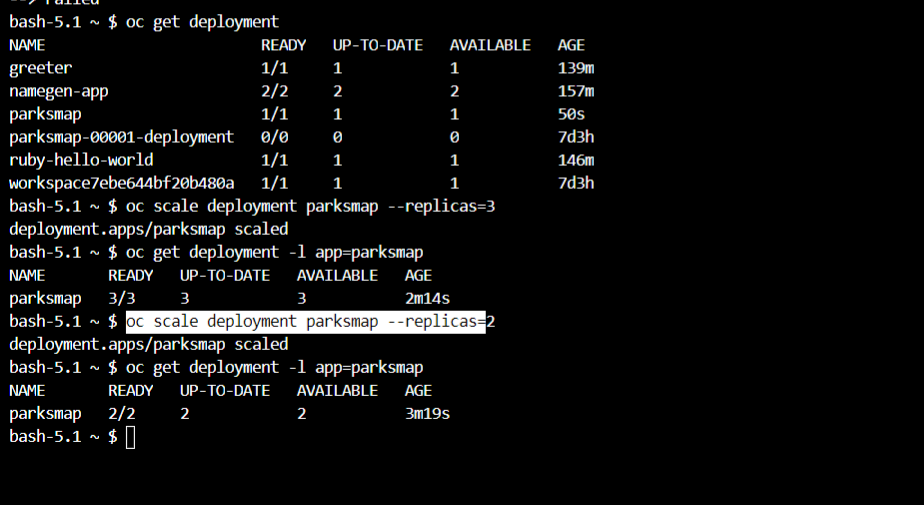 --> Failed
bash-5.1 ~ $ oc get deployment
NAME                       READY   UP-TO-DATE   AVAILABLE   AGE
greeter                    1/1     1            1           139m
namegen-app                2/2     2            2           157m
parksmap                   1/1     1            1           50s
parksmap-00001-deployment  0/0     0            0           7d3h
ruby-hello-world           1/1     1            1           146m
workspace7ebe644bf20b480a  1/1     1            1           7d3h
bash-5.1 ~ $ oc scale deployment parksmap --replicas=3
deployment.apps/parksmap scaled
bash-5.1 ~ $ oc get deployment -l app=parksmap
NAME       READY   UP-TO-DATE   AVAILABLE   AGE
parksmap   3/3     3            3           2m14s
bash-5.1 ~ $ oc scale deployment parksmap --replicas=2
deployment.apps/parksmap scaled
bash-5.1 ~ $ oc get deployment -l app=parksmap
NAME       READY   UP-TO-DATE   AVAILABLE   AGE
parksmap   2/2     2            2           3m19s
bash-5.1 ~ $